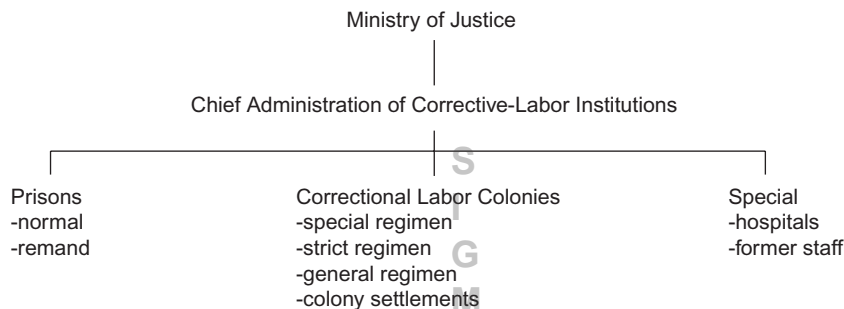 Ministry of Justice
Chief Administration of Corrective-Labor Institutions
Prisons
-normal
-remand
Correctional Labor Colonies
-special regimen
-strict regimen
-general regimen
-colony settlements
Special
-hospitals
-former staff
S
I
G
M